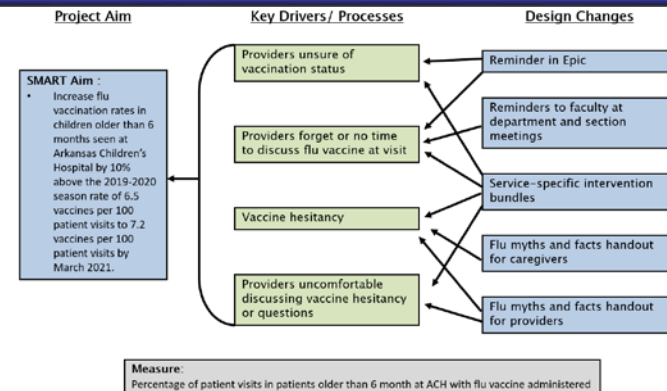 Project Aim
Key Drivers/ Processes
Design Changes
SMART Aim :
• Increase flu
vaccination rates in
children older than 6
months seen at
Arkansas Children's
Hospital by 10%
above the 2019-2020
season rate of 6.5
vaccines per 100
patient visits to 7.2
vaccines per 100
patient visits by
March 2021.
Providers unsure of
vaccination status
Providers forget or no time
to discuss flu vaccine at visit
Vaccine hesitancy
Providers uncomfortable
discussing vaccine hesitancy
or questions
Reminder in Epic
Reminders to faculty at
department and section
meetings
Service-specific intervention
bundles
Flu myths and facts handout
for caregivers
Flu myths and facts handout
for providers
Measure:
Percentage of patient visits in patients older than 6 month at ACH with flu vaccine administered